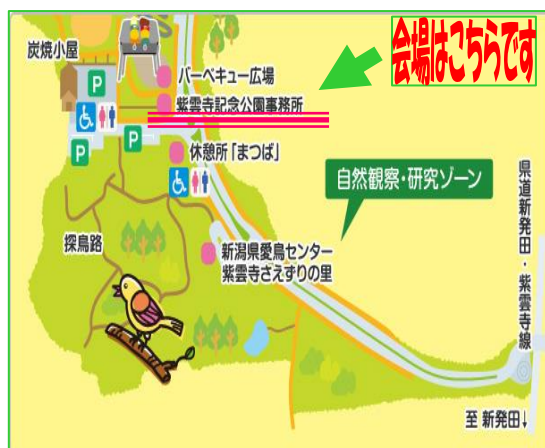 会場はこちらです
炭焼小屋
バーベキュー広場
P
紫雲寺記念公園事務所
P
P
休憩所「まつば」
自然観察・研究ゾーン
県道新発田・紫雲寺線
探鳥路
新潟県愛鳥センター
紫雲寺さえずりの里
至 新発田↓